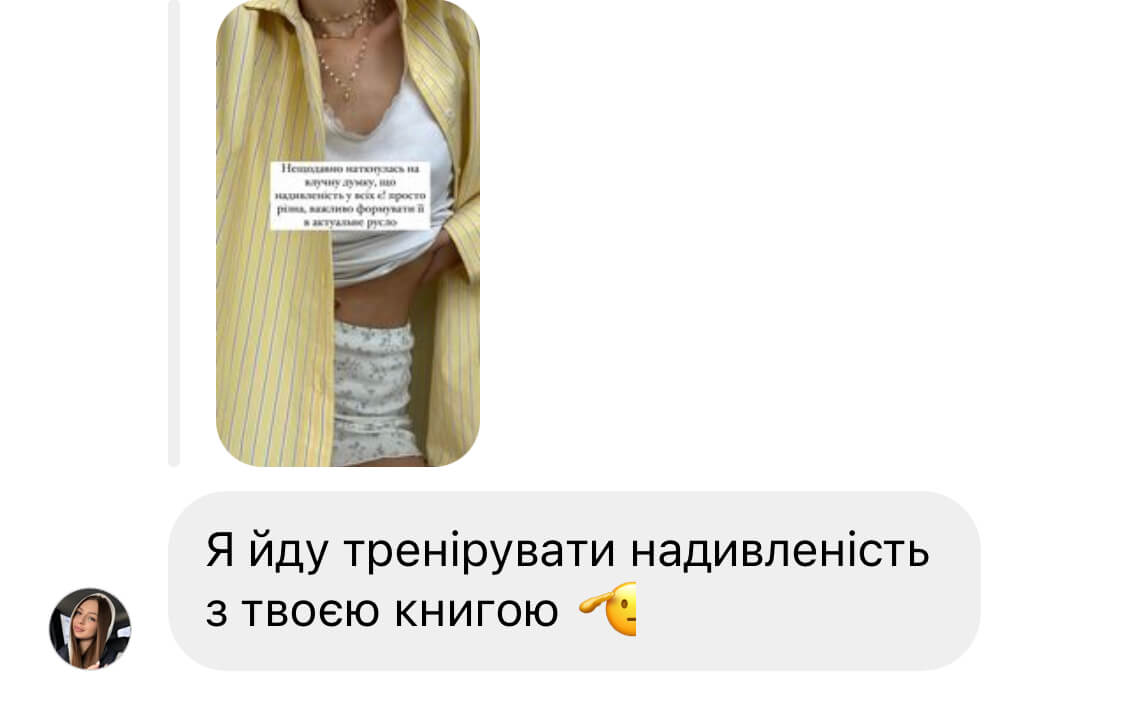 Нещодавно наткнулась на
влучну думку, що
надивленість у всіх є! просто
різна, важливо формувати її
в актуальне русло
Я йду тренірувати надивленість
з твоєю книгою